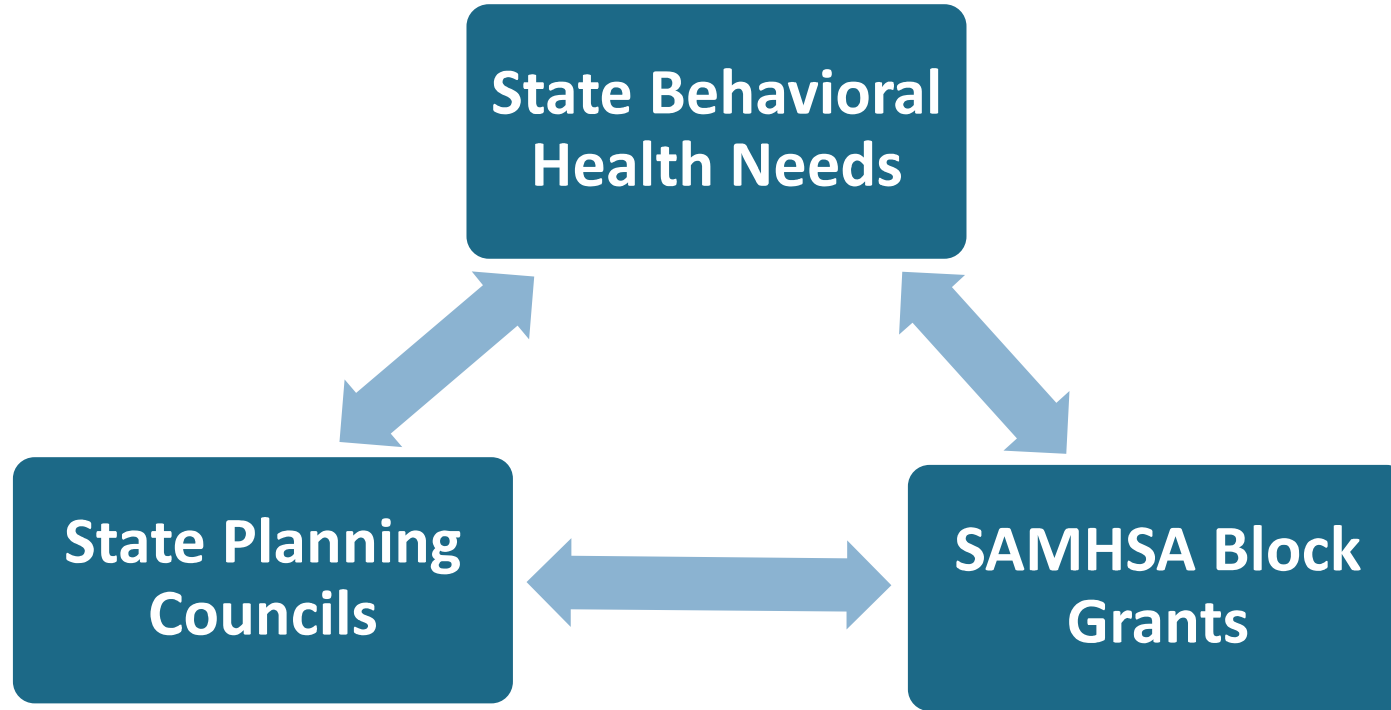 State Behavioral
Health Needs
State Planning
Councils
SAMHSA Block
Grants